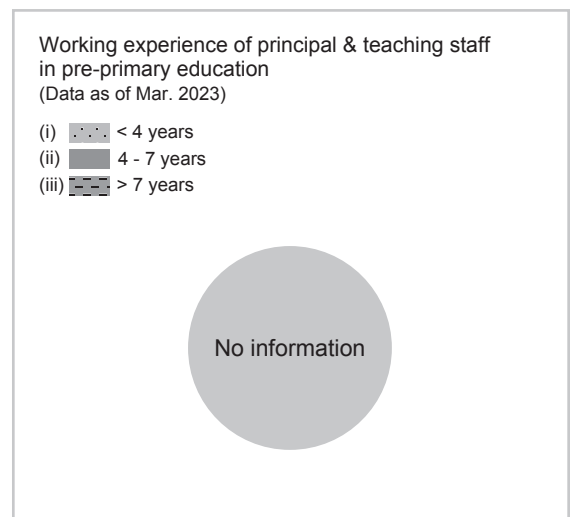 Working experience of principal & teaching staff
in pre-primary education
(Data as of Mar. 2023)
(i) < 4 years
(ii) 4 - 7 years
(iii) > 7 years
No information